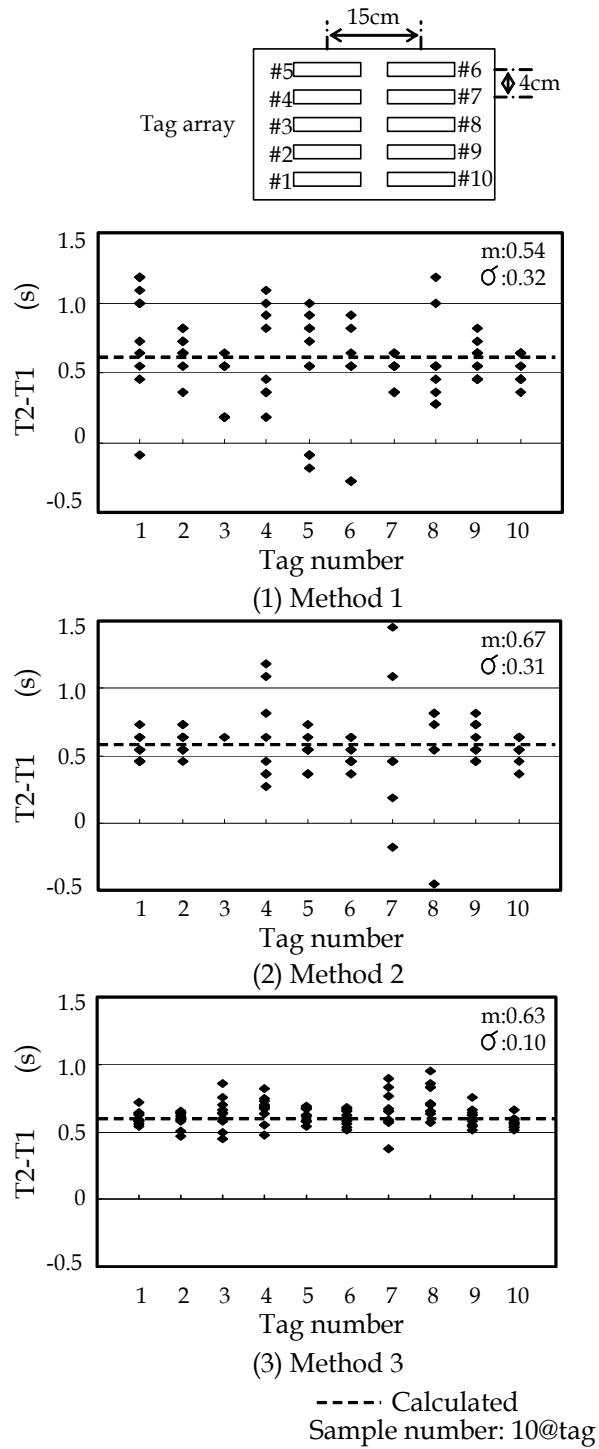 15cm
#5 #6
4cm
#4 #7
Tag array #3 #8
#2 #9
#1 #10
1.5
m:0.54
σ:0.32
(s)
1.0
T2-T1
0.5
0
-0.5
1 2 3 4 5 6 7 8 9 10
Tag number
(1) Method 1
1.5
m:0.67
σ:0.31
(s)
1.0
T2-T1
0.5
0
-0.5
1 2 3 4 5 6 7 8 9 10
Tag number
(2) Method 2
1.5
m:0.63
σ:0.10
(s)
1.0
T2-T1
0.5
0
-0.5
1 2 3 4 5 6 7 8 9 10
Tag number
(3) Method 3
Calculated
Sample number: 10@tag